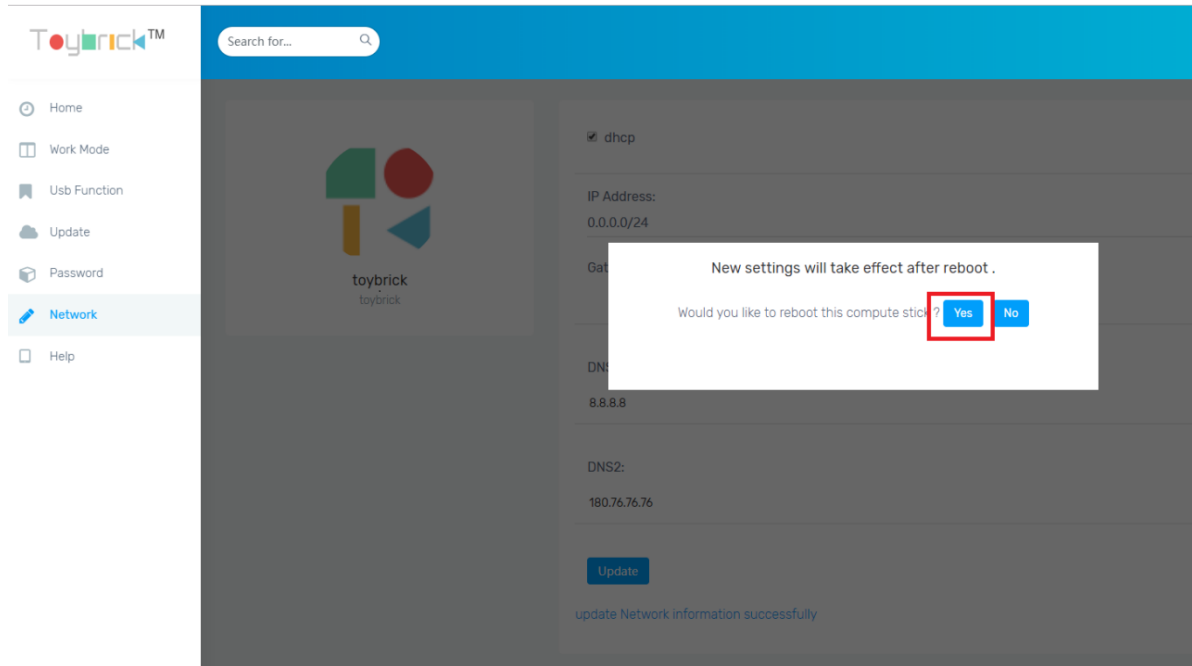 Toybrick™
Search for...
Home
Work Mode
Usb Function
Update
Password
Network
Help
toybrick
toybrick
dhcp
IP Address:
0.0.0.0/24
Gat
New settings will take effect after reboot .
Would you like to reboot this compute stick ? Yes No
DNS
8.8.8.8
DNS2:
180.76.76.76
Update
update Network information successfully